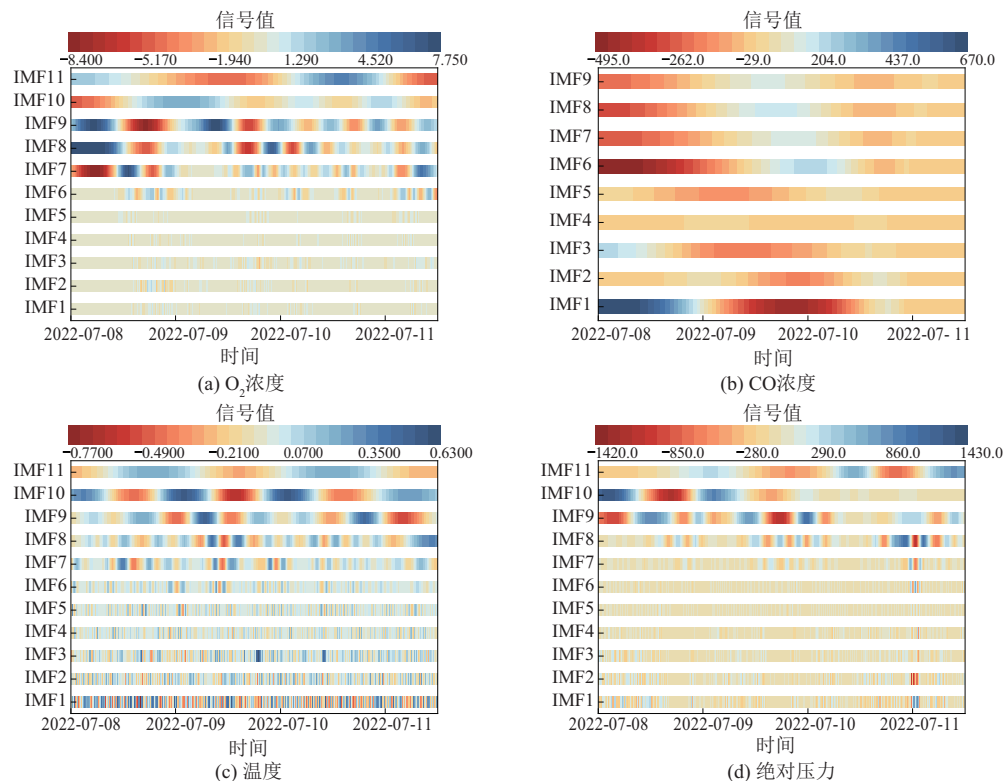 信号值
−8.400 −5.170 −1.940 1.290 4.520 7.750
IMF11
IMF10
IMF9
IMF8
IMF7
IMF6
IMF5
IMF4
IMF3
IMF2
IMF1
2022-07-08 2022-07-09 2022-07-10 2022-07-11
时间
(a) O₂浓度
信号值
−495.0 −262.0 −29.0 204.0 437.0 670.0
IMF9
IMF8
IMF7
IMF6
IMF5
IMF4
IMF3
IMF2
IMF1
2022-07-08 2022-07-09 2022-07-10 2022-07-11
时间
(b) CO浓度
信号值
−0.7700 −0.4900 −0.2100 0.0700 0.3500 0.6300
IMF11
IMF10
IMF9
IMF8
IMF7
IMF6
IMF5
IMF4
IMF3
IMF2
IMF1
2022-07-08 2022-07-09 2022-07-10 2022-07-11
时间
(c) 温度
信号值
−1420.0 −850.0 −280.0 290.0 860.0 1430.0
IMF11
IMF10
IMF9
IMF8
IMF7
IMF6
IMF5
IMF4
IMF3
IMF2
IMF1
2022-07-08 2022-07-09 2022-07-10 2022-07-11
时间
(d) 绝对压力